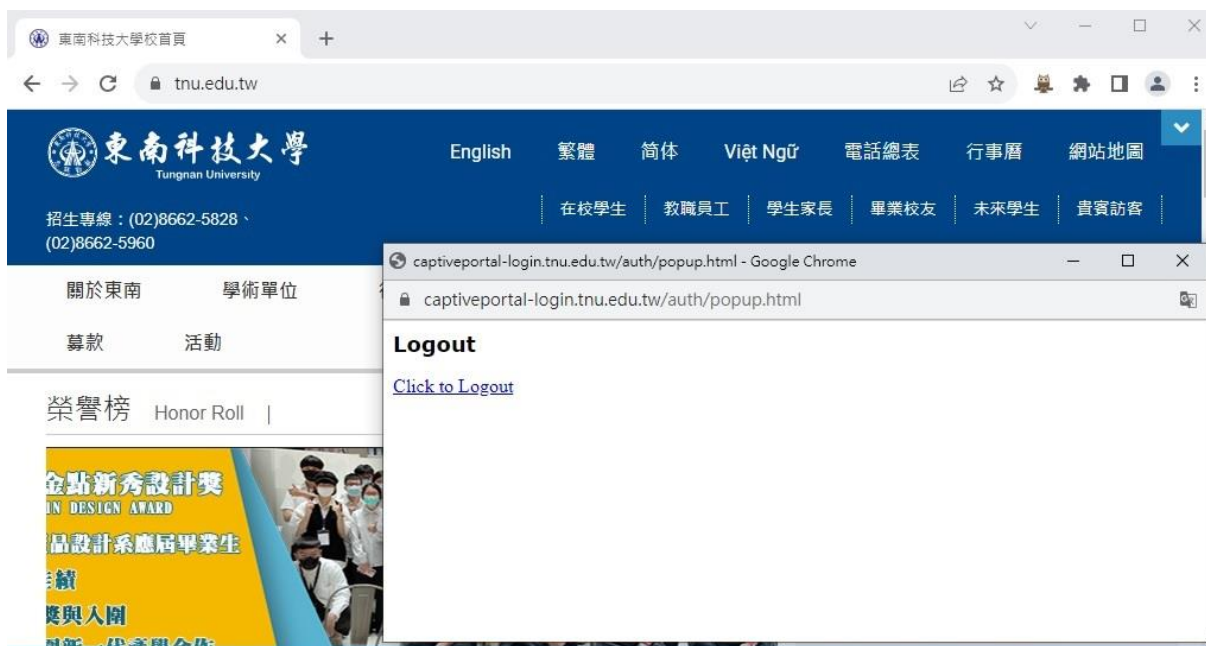 東南科技大學校首頁
tnu.edu.tw
東南科技大學
Tungnan University
English 繁體 简体 Việt Ngữ 電話總表 行事曆 網站地圖
在校學生 教職員工 學生家長 畢業校友 未來學生 貴賓訪客
招生專線：(02)8662-5828、
(02)8662-5960
關於東南 學術單位
募款 活動
榮譽榜 Honor Roll |
金點新秀設計獎
IN DESIGN AWARD
品設計系應屆畢業生
佳績
獎與入圍
captiveportal-login.tnu.edu.tw/auth/popup.html - Google Chrome
captiveportal-login.tnu.edu.tw/auth/popup.html
Logout
Click to Logout